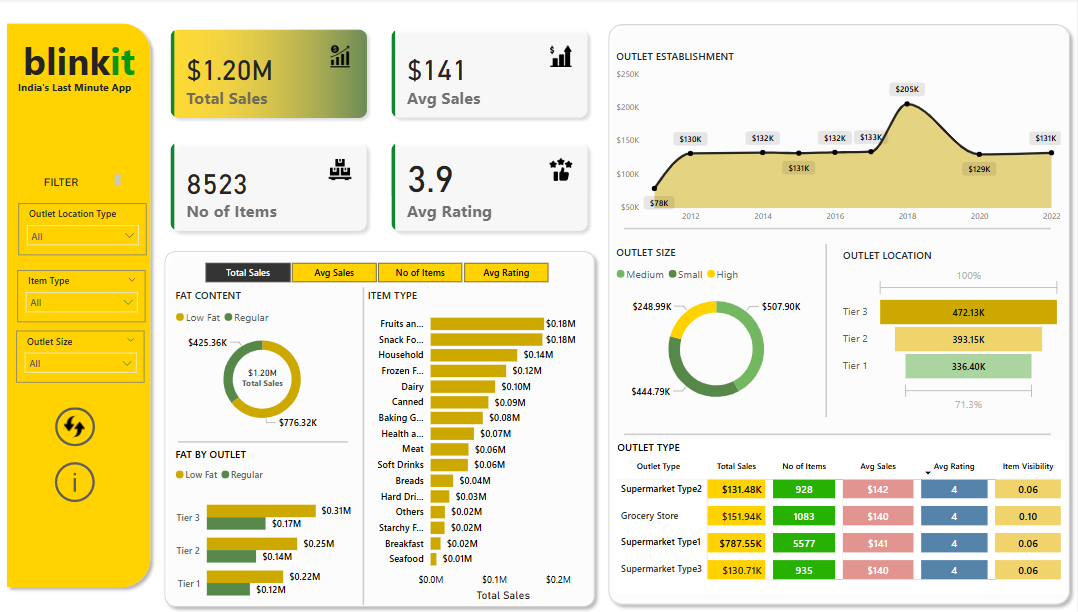 blinkit
India's Last Minute App
FILTER
Outlet Location Type
All
Item Type
All
Outlet Size
All
i
$1.20M
Total Sales
$141
Avg Sales
8523
No of Items
3.9
Avg Rating
Total Sales Avg Sales No of Items Avg Rating
FAT CONTENT
Low Fat Regular
$425.36K
$1.20M
Total Sales
$776.32K
FAT BY OUTLET
Low Fat Regular
Tier 3 $0.31M
$0.17M
Tier 2 $0.25M
$0.14M
Tier 1 $0.22M
$0.12M
ITEM TYPE
Fruits an... $0.18M
Snack Fo... $0.18M
Household $0.14M
Frozen F... $0.12M
Dairy $0.10M
Canned $0.09M
Baking G... $0.08M
Health a... $0.07M
Meat $0.06M
Soft Drinks $0.06M
Breads $0.04M
Hard Dri... $0.03M
Others $0.02M
Starchy F... $0.02M
Breakfast $0.02M
Seafood $0.01M
$0.0M $0.1M $0.2M
Total Sales
OUTLET ESTABLISHMENT
$250K
$200K
$150K
$100K
$50K
$78K $130K $132K $131K $132K $133K $205K $129K $131K
2012 2014 2016 2018 2020 2022
OUTLET SIZE
Medium Small High
$248.99K $507.90K
$444.79K
OUTLET LOCATION
100%
Tier 3 472.13K
Tier 2 393.15K
Tier 1 336.40K
71.3%
OUTLET TYPE
Outlet Type Total Sales No of Items Avg Sales Avg Rating Item Visibility
Supermarket Type2 $131.48K 928 $142 4 0.06
Grocery Store $151.94K 1083 $140 4 0.10
Supermarket Type1 $787.55K 5577 $141 4 0.06
Supermarket Type3 $130.71K 935 $140 4 0.06